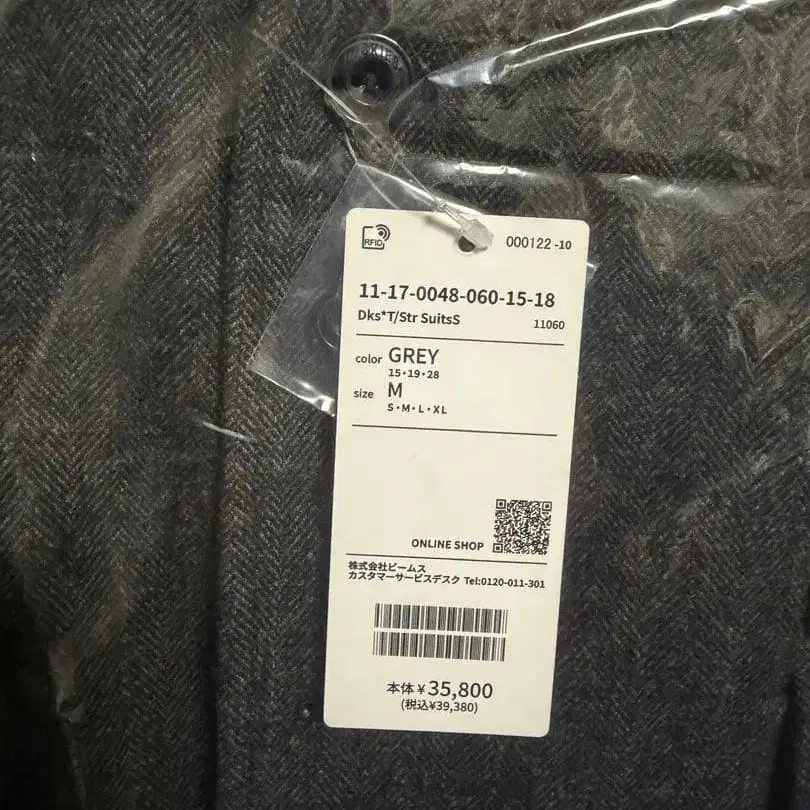 RFID
000122 -10
11-17-0048-060-15-18
Dks*T/Str SuitsS 11060
color GREY
15・19・28
size M
S・M・L・XL
ONLINE SHOP
株式会社ビームス
カスタマーサービスデスク Tel:0120-011-301
本体¥35,800
(税込¥39,380)